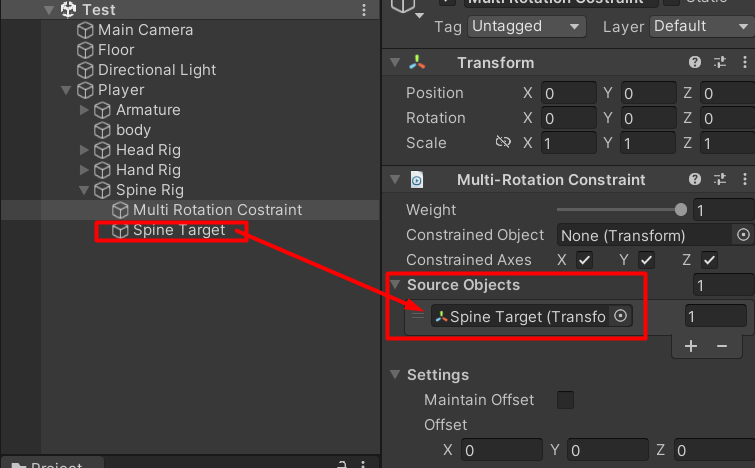 Test
Main Camera
Floor
Directional Light
Player
Armature
body
Head Rig
Hand Rig
Spine Rig
Multi Rotation Costraint
Spine Target
Project
Multi Rotation Costraint Static
Tag Untagged Layer Default
Transform
Position X 0 Y 0 Z 0
Rotation X 0 Y 0 Z 0
Scale X 1 Y 1 Z 1
Multi-Rotation Constraint
Weight 1
Constrained Object None (Transform)
Constrained Axes X Y Z
Source Objects 1
Spine Target (Transfo 1
Settings
Maintain Offset
Offset
X 0 Y 0 Z 0